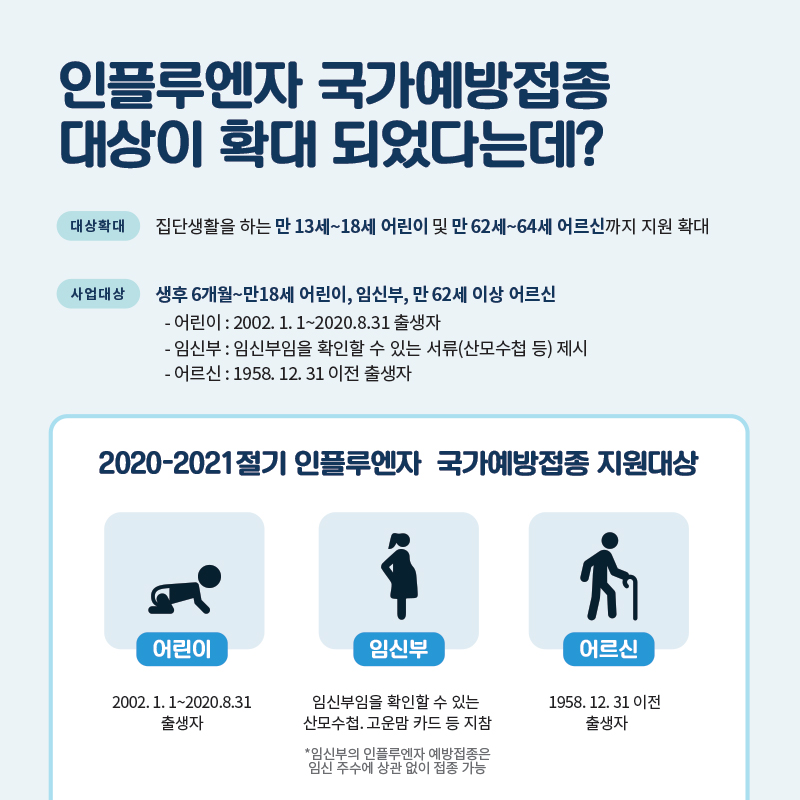 인플루엔자 국가예방접종
대상이 확대 되었다는데?
대상확대 집단생활을 하는 만 13세~18세 어린이 및 만 62세~64세 어르신까지 지원 확대
사업대상 생후 6개월~만18세 어린이, 임신부, 만 62세 이상 어르신
- 어린이 : 2002. 1. 1~2020.8.31 출생자
- 임신부 : 임신부임을 확인할 수 있는 서류(산모수첩 등) 제시
- 어르신 : 1958. 12. 31 이전 출생자
2020-2021절기 인플루엔자 국가예방접종 지원대상
어린이
2002. 1. 1~2020.8.31
출생자
임신부
임신부임을 확인할 수 있는
산모수첩. 고운맘 카드 등 지참
*임신부의 인플루엔자 예방접종은
임신 주수에 상관 없이 접종 가능
어르신
1958. 12. 31 이전
출생자